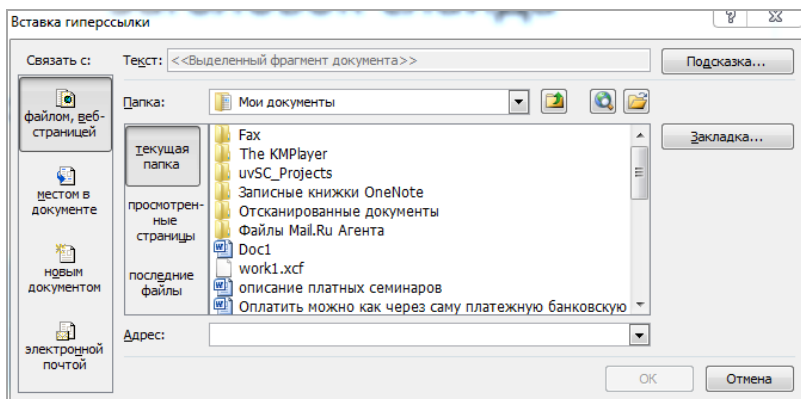 Вставка гиперссылки
Связать с:
Текст: <<Выделенный фрагмент документа>>
Подсказка...
файлом, веб-
страницей
Папка:
Мои документы
Закладка...
местом в
документе
новым
документом
электронной
почтой
текущая
папка
просмотрен-
ные
страницы
последние
файлы
Fax
The KMPlayer
uvSC_Projects
Записные книжки OneNote
Отсканированные документы
Файлы Mail.Ru Агента
Doc1
work1.xcf
описание платных семинаров
Оплатить можно как через саму платежную банковскую
Адрес:
OK
Отмена